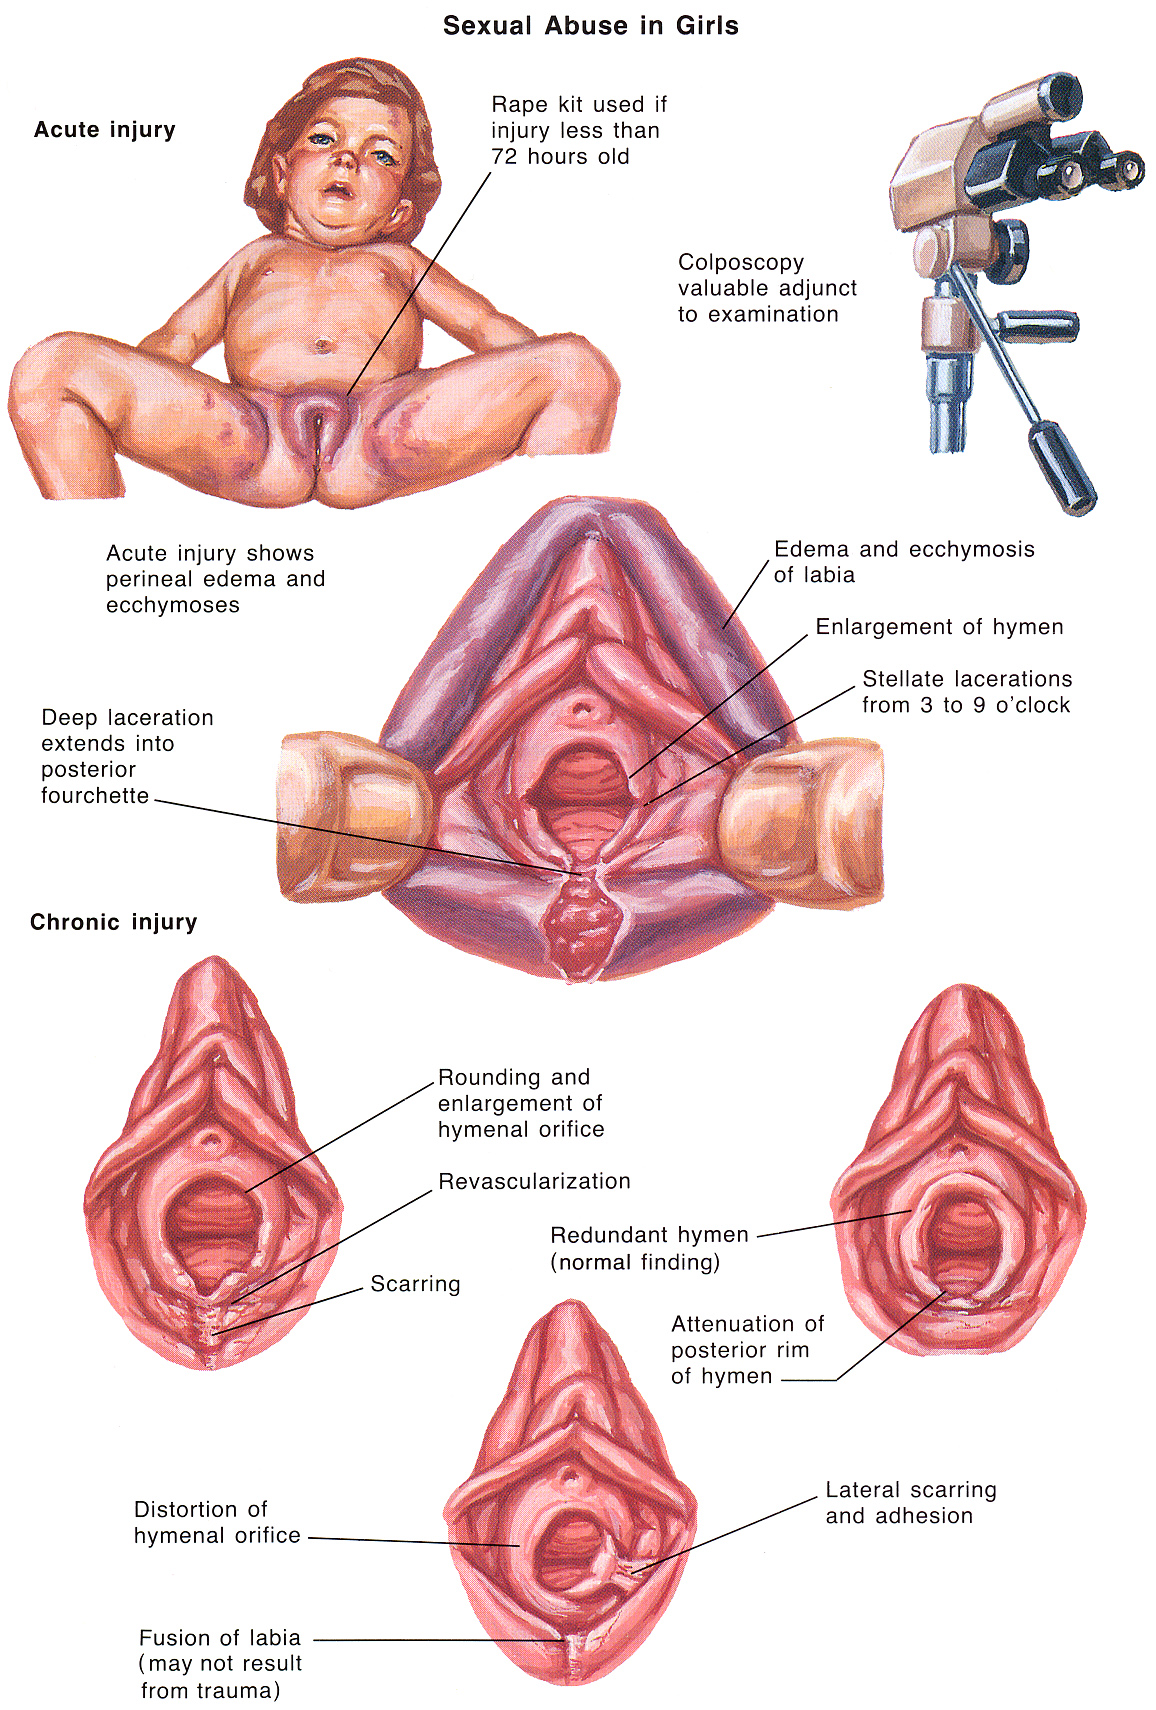 Sexual Abuse in Girls
Acute injury
Rape kit used if
injury less than
72 hours old
Colposcopy
valuable adjunct
to examination
Acute injury shows
perineal edema and
ecchymoses
Edema and ecchymosis
of labia
Enlargement of hymen
Stellate lacerations
from 3 to 9 o'clock
Deep laceration
extends into
posterior
fourchette
Chronic injury
Rounding and
enlargement of
hymenal orifice
Revascularization
Scarring
Redundant hymen
(normal finding)
Attenuation of
posterior rim
of hymen
Distortion of
hymenal orifice
Lateral scarring
and adhesion
Fusion of labia
(may not result
from trauma)